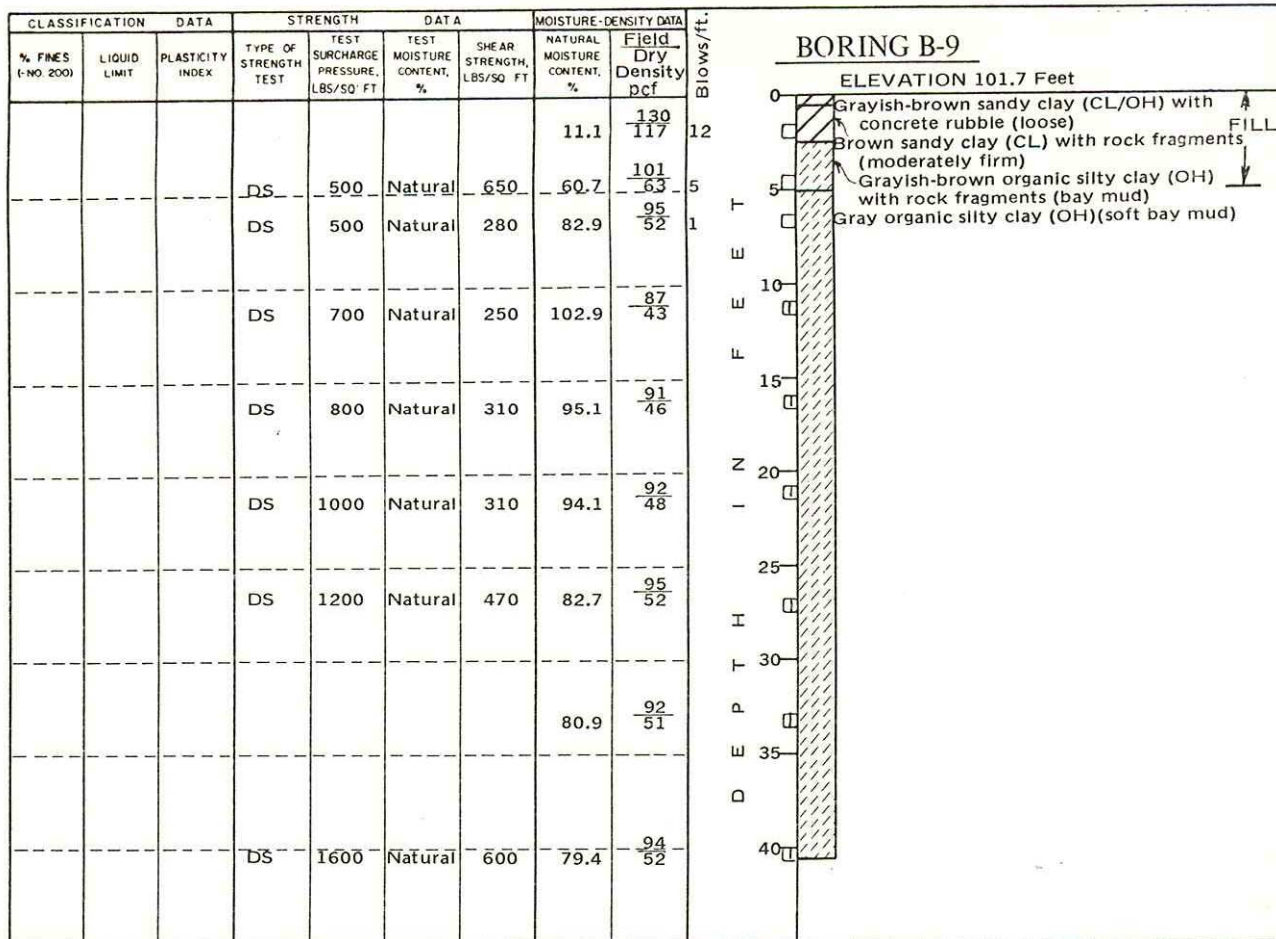 CLASSIFICATION DATA STRENGTH DATA MOISTURE-DENSITY DATA Blows/ft.
% FINES (-NO. 200) LIQUID LIMIT PLASTICITY INDEX TYPE OF STRENGTH TEST TEST SURCHARGE PRESSURE, LBS/SQ' FT TEST MOISTURE CONTENT, % SHEAR STRENGTH, LBS/SQ FT NATURAL MOISTURE CONTENT, % Field Dry Density pcf
BORING B-9
ELEVATION 101.7 Feet
0
Grayish-brown sandy clay (CL/OH) with
concrete rubble (loose) FILL
11.1 130 117 12
Brown sandy clay (CL) with rock fragments
(moderately firm)
DS 500 Natural 650 60.7 101 63 5
5
Grayish-brown organic silty clay (OH)
with rock fragments (bay mud)
DS 500 Natural 280 82.9 95 52 1
Gray organic silty clay (OH)(soft bay mud)
10
DS 700 Natural 250 102.9 87 43
15
DS 800 Natural 310 95.1 91 46
20
DS 1000 Natural 310 94.1 92 48
25
DS 1200 Natural 470 82.7 95 52
30
80.9 92 51
35
40
DS 1600 Natural 600 79.4 94 52
DEPTH IN FEET